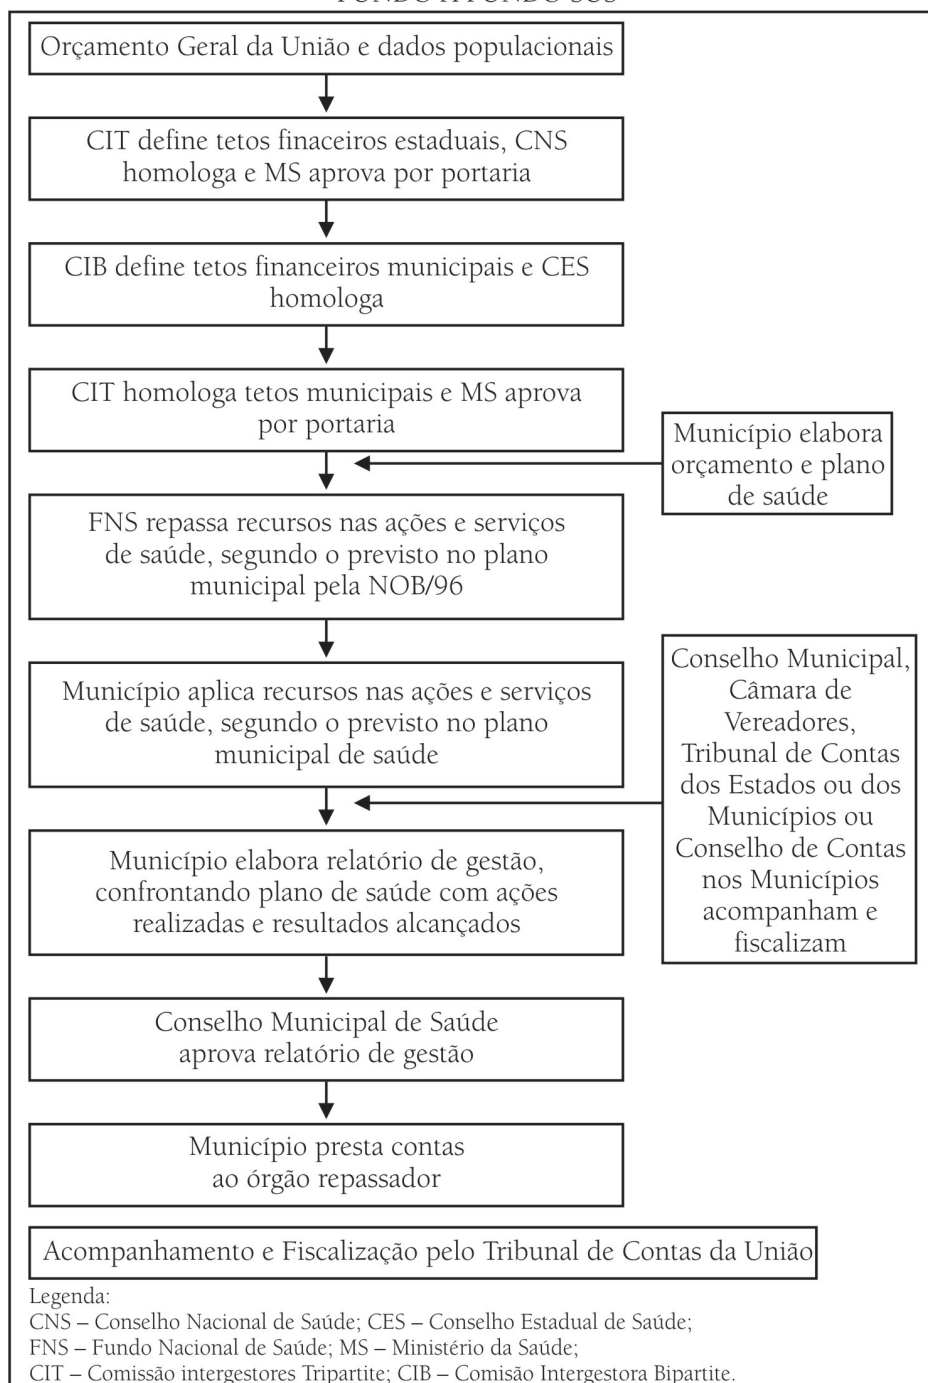 FUNDO A FUNDO SUS
Orçamento Geral da União e dados populacionais
CIT define tetos finaceiros estaduais, CNS
homologa e MS aprova por portaria
CIB define tetos financeiros municipais e CES
homologa
CIT homologa tetos municipais e MS aprova
por portaria
Município elabora
orçamento e plano
de saúde
FNS repassa recursos nas ações e serviços
de saúde, segundo o previsto no plano
municipal pela NOB/96
Município aplica recursos nas ações e serviços
de saúde, segundo o previsto no plano
municipal de saúde
Conselho Municipal,
Câmara de
Vereadores,
Tribunal de Contas
dos Estados ou dos
Municípios ou
Conselho de Contas
nos Municípios
acompanham e
fiscalizam
Município elabora relatório de gestão,
confrontando plano de saúde com ações
realizadas e resultados alcançados
Conselho Municipal de Saúde
aprova relatório de gestão
Município presta contas
ao órgão repassador
Acompanhamento e Fiscalização pelo Tribunal de Contas da União
Legenda:
CNS – Conselho Nacional de Saúde; CES – Conselho Estadual de Saúde;
FNS – Fundo Nacional de Saúde; MS – Ministério da Saúde;
CIT – Comissão intergestores Tripartite; CIB – Comisão Intergestora Bipartite.